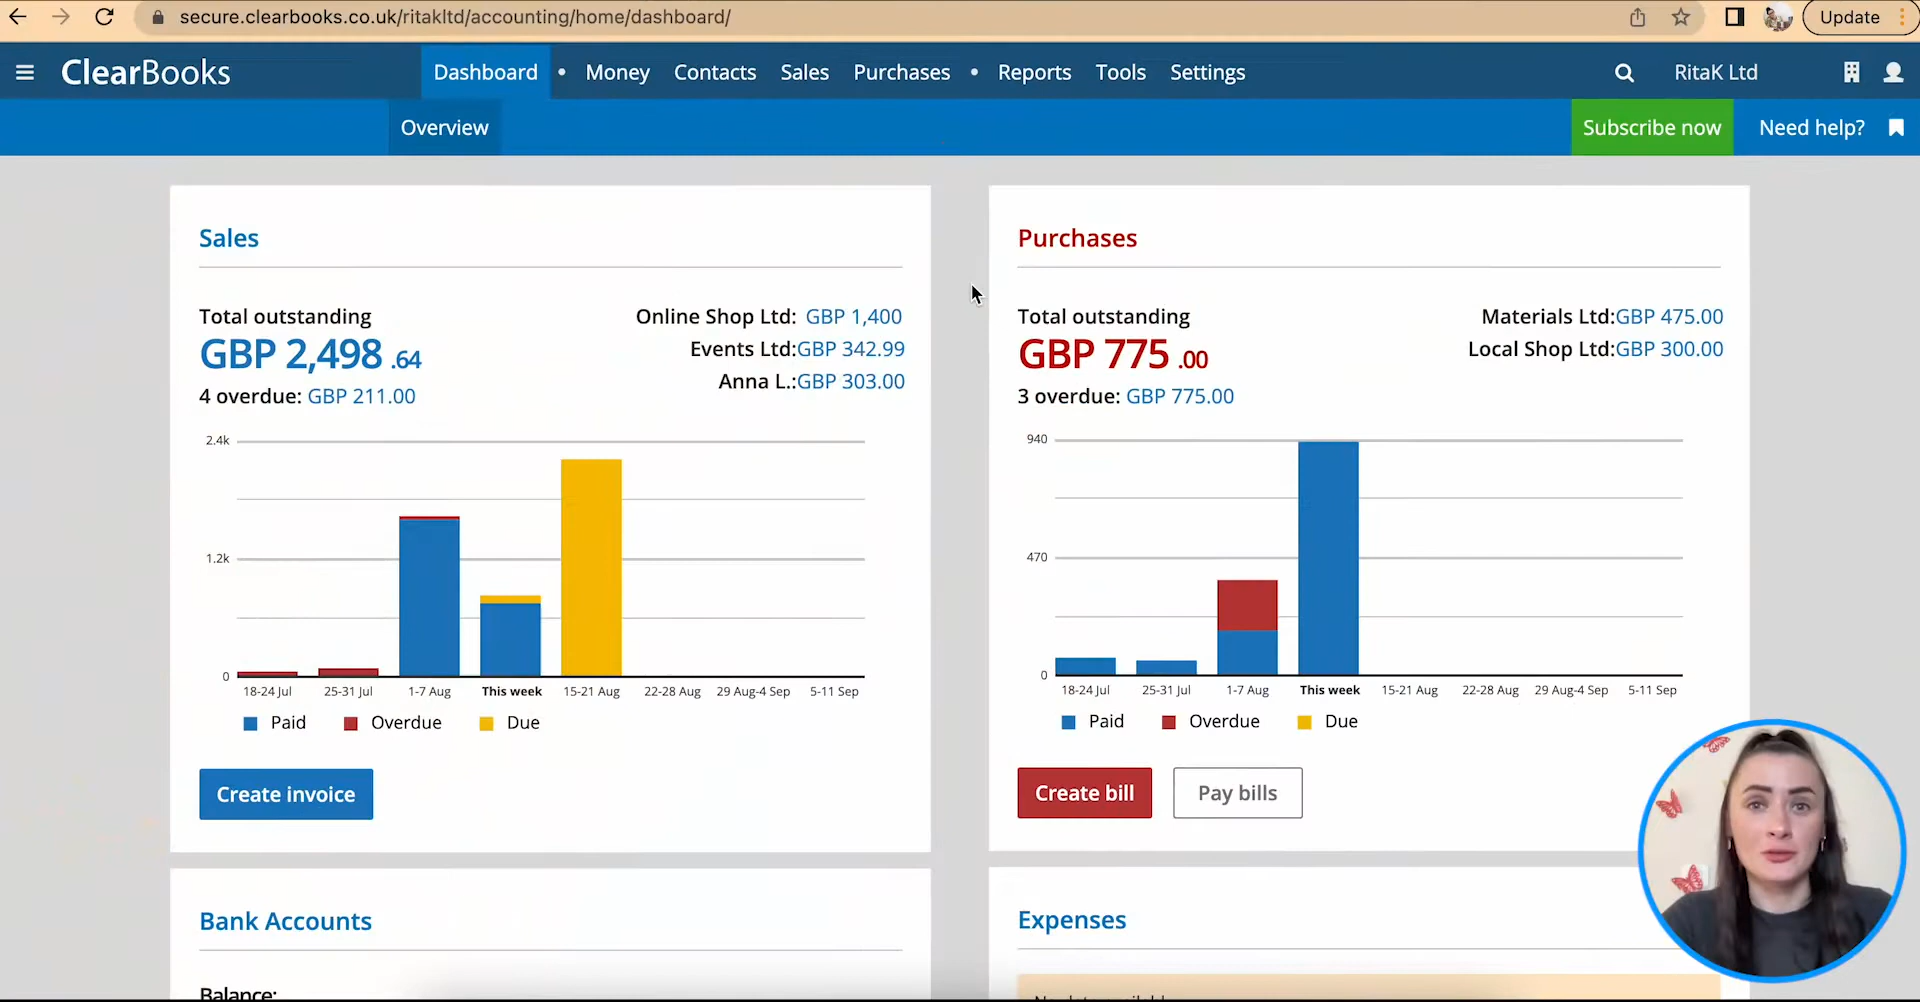 secure.clearbooks.co.uk/ritakltd/accounting/home/dashboard/
Update
ClearBooks
Dashboard • Money Contacts Sales Purchases • Reports Tools Settings
RitaK Ltd
Overview
Subscribe now
Need help?
Sales
Total outstanding
GBP 2,498 .64
4 overdue: GBP 211.00
Online Shop Ltd: GBP 1,400
Events Ltd:GBP 342.99
Anna L.:GBP 303.00
2.4k
1.2k
0
18-24 Jul 25-31 Jul 1-7 Aug This week 15-21 Aug 22-28 Aug 29 Aug-4 Sep 5-11 Sep
Paid Overdue Due
Create invoice
Purchases
Total outstanding
GBP 775 .00
3 overdue: GBP 775.00
Materials Ltd:GBP 475.00
Local Shop Ltd:GBP 300.00
940
470
0
18-24 Jul 25-31 Jul 1-7 Aug This week 15-21 Aug 22-28 Aug 29 Aug-4 Sep 5-11 Sep
Paid Overdue Due
Create bill
Pay bills
Bank Accounts
Balance:
Expenses